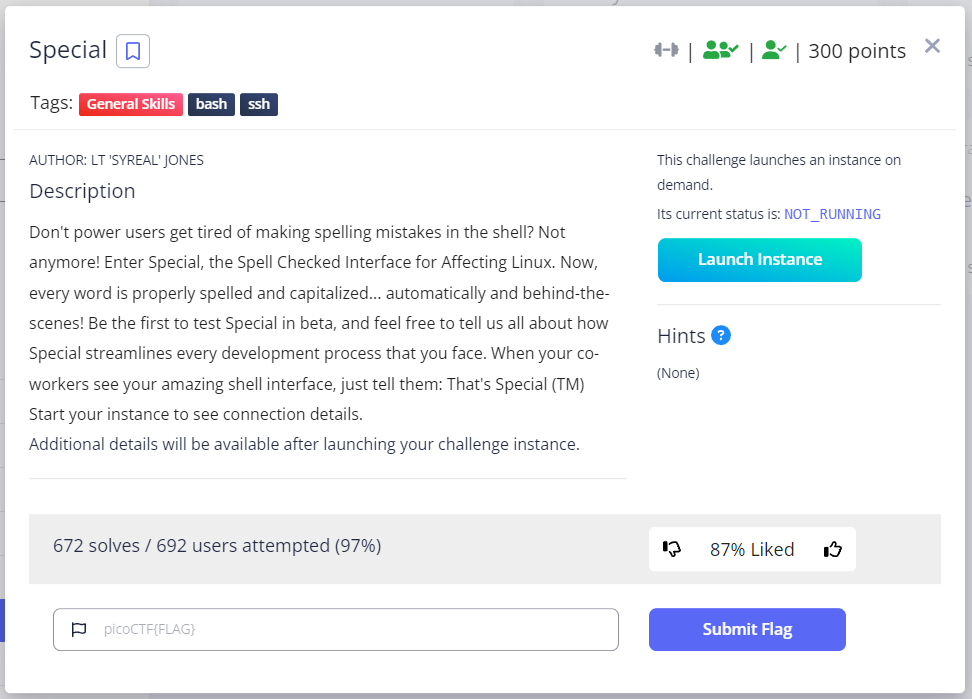 Special
| | 300 points
Tags: General Skills bash ssh
AUTHOR: LT 'SYREAL' JONES
Description
Don't power users get tired of making spelling mistakes in the shell? Not
anymore! Enter Special, the Spell Checked Interface for Affecting Linux. Now,
every word is properly spelled and capitalized... automatically and behind-the-
scenes! Be the first to test Special in beta, and feel free to tell us all about how
Special streamlines every development process that you face. When your co-
workers see your amazing shell interface, just tell them: That's Special (TM)
Start your instance to see connection details.
Additional details will be available after launching your challenge instance.
This challenge launches an instance on
demand.
Its current status is: NOT_RUNNING
Launch Instance
Hints ?
(None)
672 solves / 692 users attempted (97%)
87% Liked
picoCTF{FLAG}
Submit Flag